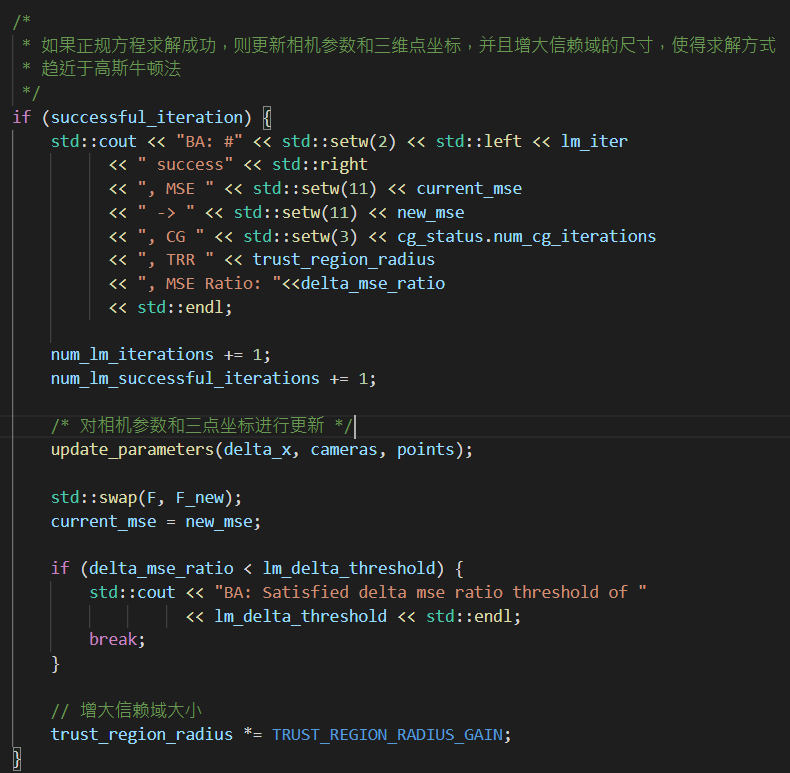 /*
 * 如果正规方程求解成功，则更新相机参数和三维点坐标，并且增大信赖域的尺寸，使得求解方式
 * 趋近于高斯牛顿法
 */
if (successful_iteration) {
    std::cout << "BA: #" << std::setw(2) << std::left << lm_iter
          << " success" << std::right
          << ", MSE " << std::setw(11) << current_mse
          << " -> " << std::setw(11) << new_mse
          << ", CG " << std::setw(3) << cg_status.num_cg_iterations
          << ", TRR " << trust_region_radius
          << ", MSE Ratio: "<<delta_mse_ratio
          << std::endl;
    num_lm_iterations += 1;
    num_lm_successful_iterations += 1;
    /* 对相机参数和三点坐标进行更新 */
    update_parameters(delta_x, cameras, points);
    std::swap(F, F_new);
    current_mse = new_mse;
    if (delta_mse_ratio < lm_delta_threshold) {
        std::cout << "BA: Satisfied delta mse ratio threshold of "
                  << lm_delta_threshold << std::endl;
        break;
    }
    // 增大信赖域大小
    trust_region_radius *= TRUST_REGION_RADIUS_GAIN;
}